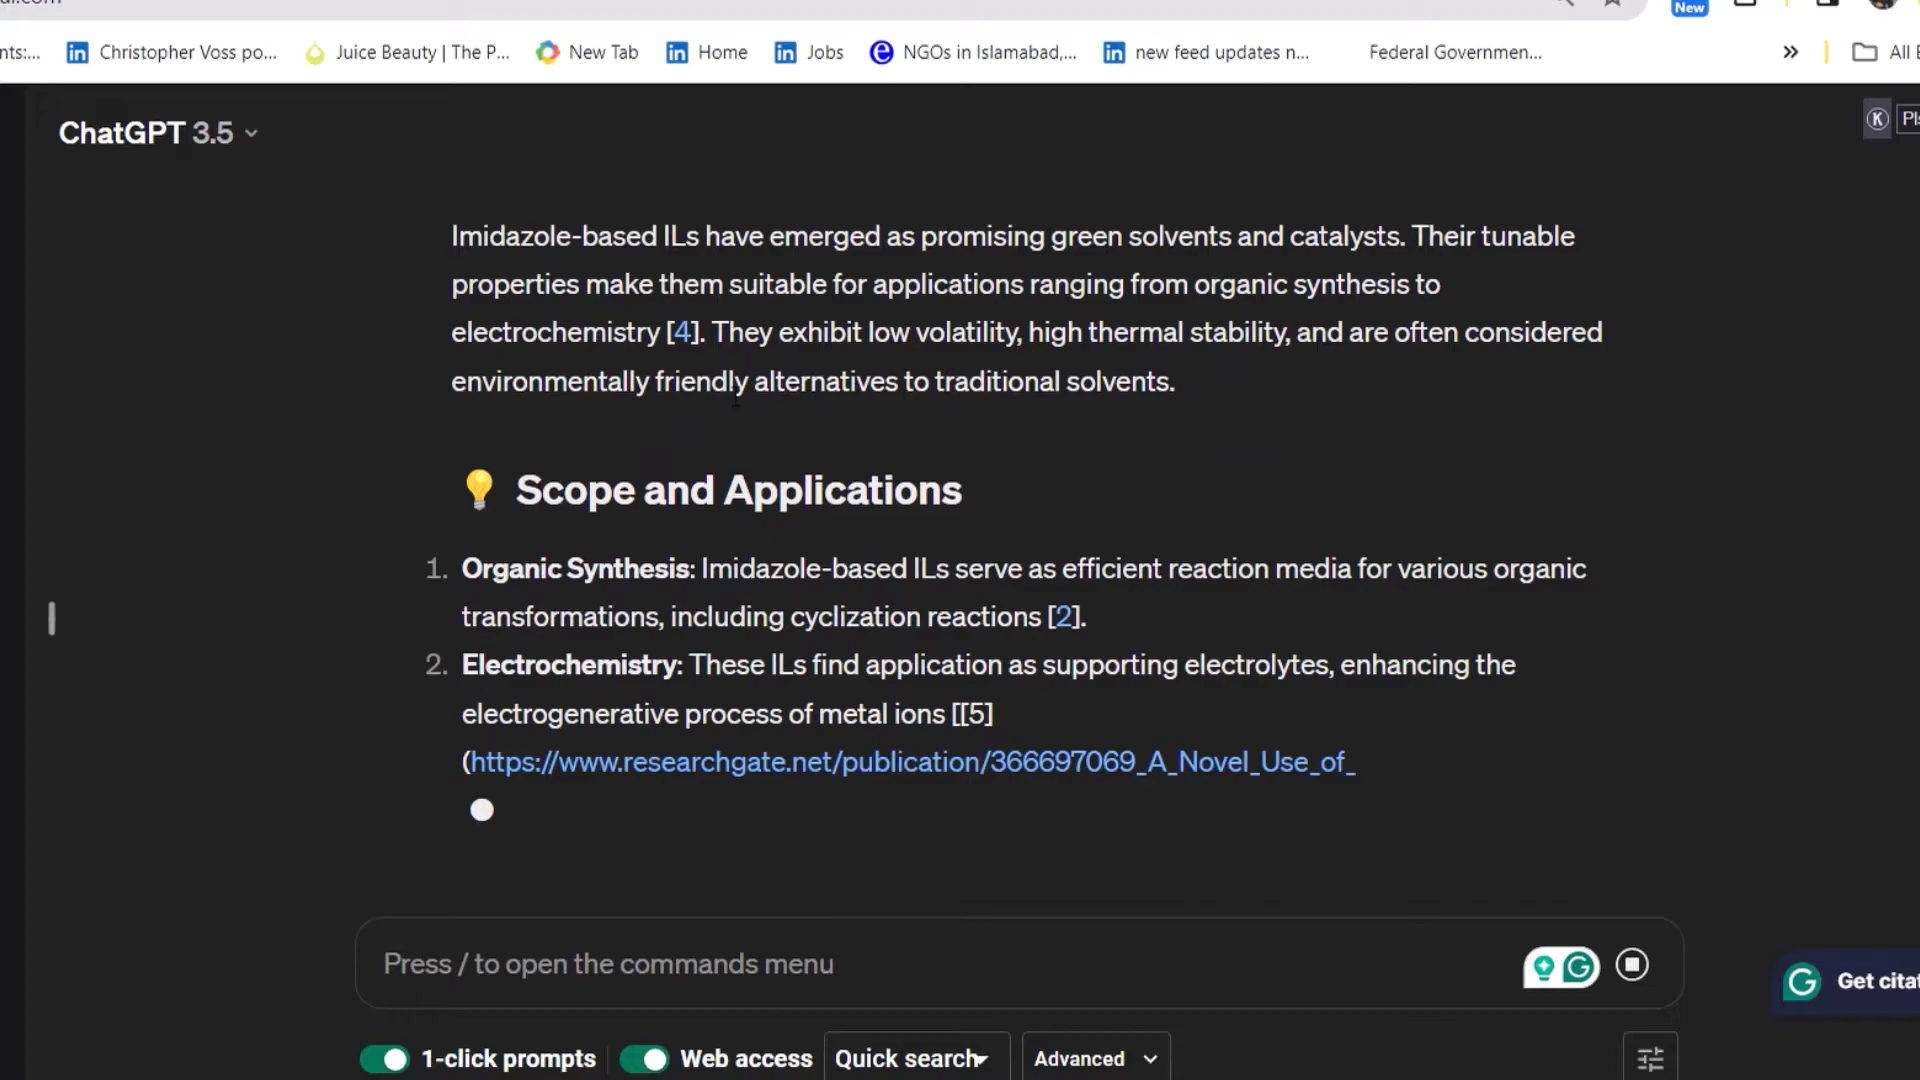 New
nts:...
Christopher Voss po...
Juice Beauty | The P...
New Tab
Home
Jobs
NGOs in Islamabad,...
new feed updates n...
Federal Governmen...
»
All
ChatGPT 3.5
Imidazole-based ILs have emerged as promising green solvents and catalysts. Their tunable
properties make them suitable for applications ranging from organic synthesis to
electrochemistry [4]. They exhibit low volatility, high thermal stability, and are often considered
environmentally friendly alternatives to traditional solvents.
Scope and Applications
1. Organic Synthesis: Imidazole-based ILs serve as efficient reaction media for various organic
transformations, including cyclization reactions [2].
2. Electrochemistry: These ILs find application as supporting electrolytes, enhancing the
electrogenerative process of metal ions [[5]
(https://www.researchgate.net/publication/366697069_A_Novel_Use_of_
Press / to open the commands menu
Get citat
1-click prompts
Web access
Quick search
Advanced